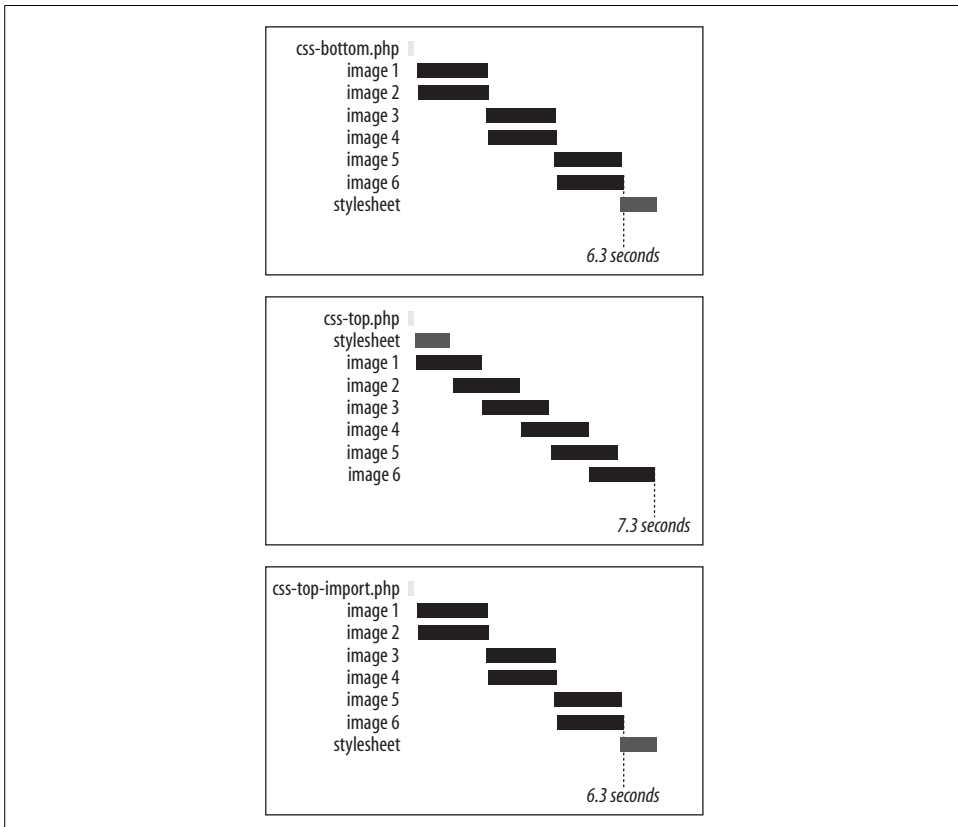 css-bottom.php
image 1
image 2
image 3
image 4
image 5
image 6
stylesheet
6.3 seconds
css-top.php
stylesheet
image 1
image 2
image 3
image 4
image 5
image 6
7.3 seconds
css-top-import.php
image 1
image 2
image 3
image 4
image 5
image 6
stylesheet
6.3 seconds